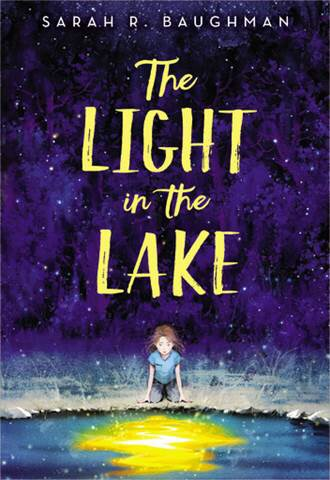 SARAH R. BAUGHMAN
The
LIGHT
in the
LAKE